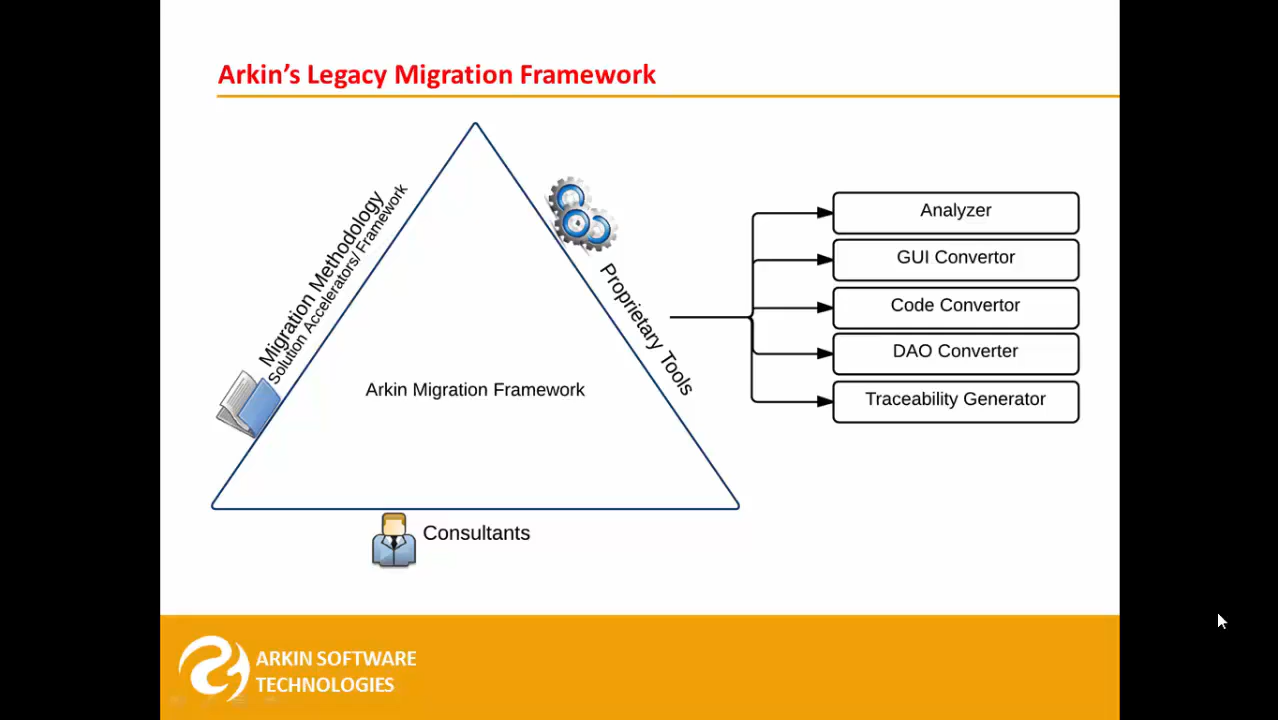 Arkin’s Legacy Migration Framework
Migration Methodology
Solution Accelerators/ Framework
Proprietary Tools
Arkin Migration Framework
Consultants
Analyzer
GUI Convertor
Code Convertor
DAO Converter
Traceability Generator
ARKIN SOFTWARE
TECHNOLOGIES